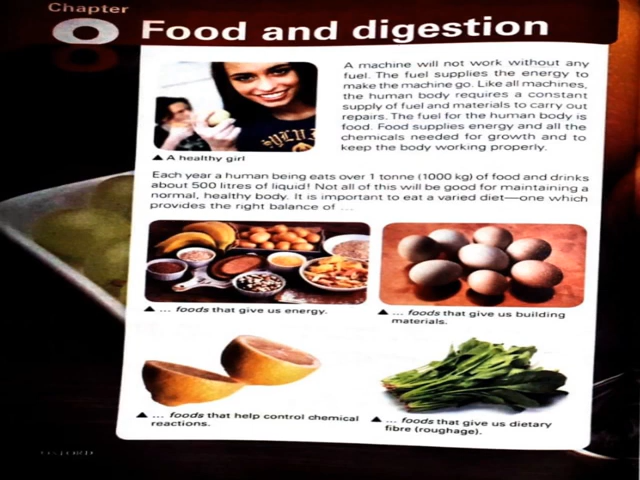 Chapter
8
Food and digestion
A machine will not work without any
fuel. The fuel supplies the energy to
make the machine go. Like all machines,
the human body requires a constant
supply of fuel and materials to carry out
repairs. The fuel for the human body is
food. Food supplies energy and all the
chemicals needed for growth and to
keep the body working properly.
▲ A healthy girl
Each year a human being eats over 1 tonne (1000 kg) of food and drinks
about 500 litres of liquid! Not all of this will be good for maintaining a
normal, healthy body. It is important to eat a varied diet—one which
provides the right balance of ...
▲ ... foods that give us energy.
▲ ... foods that give us building
materials.
▲ ... foods that help control chemical
reactions.
▲ ... foods that give us dietary
fibre (roughage).
OXFORD